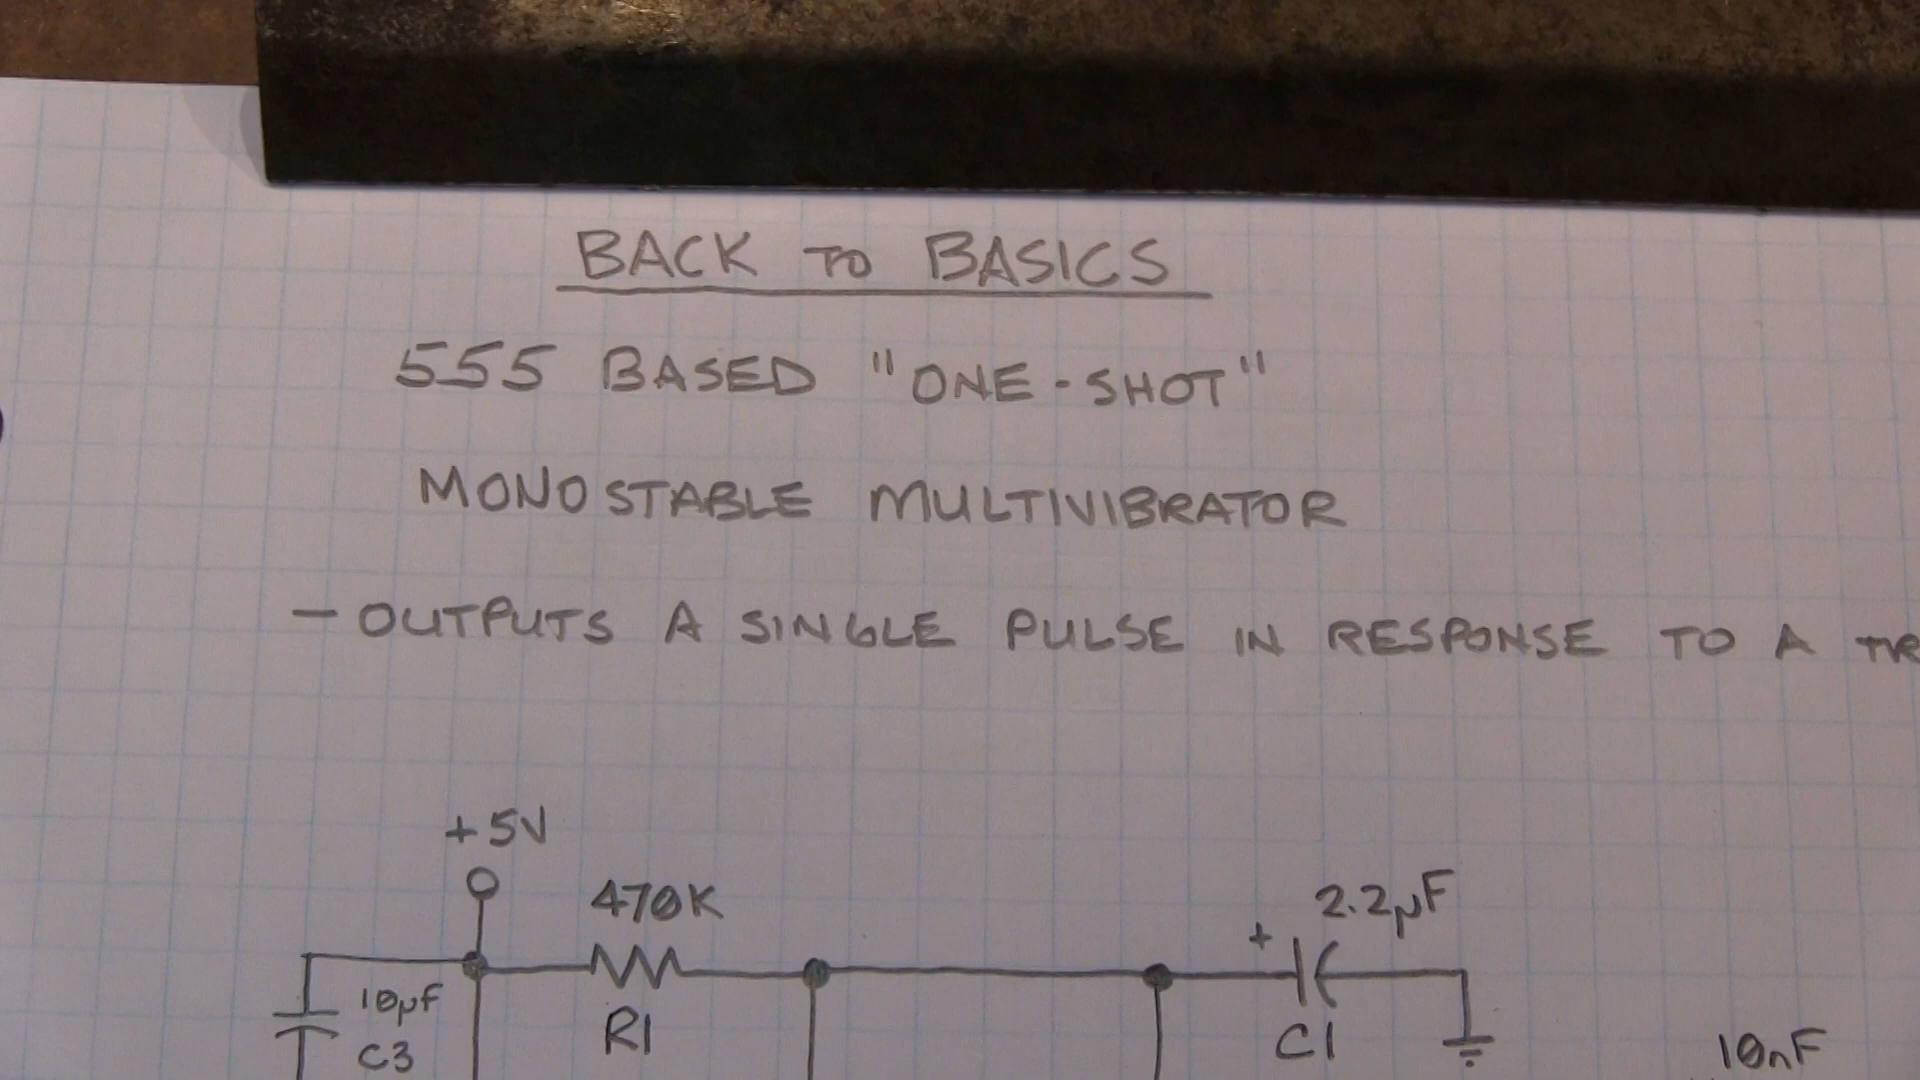 BACK TO BASICS
555 BASED "ONE-SHOT"
MONOSTABLE MULTIVIBRATOR
- OUTPUTS A SINGLE PULSE IN RESPONSE TO A
+5V
470K
2.2µF
+
10µF
R1
C1
C3
10nF